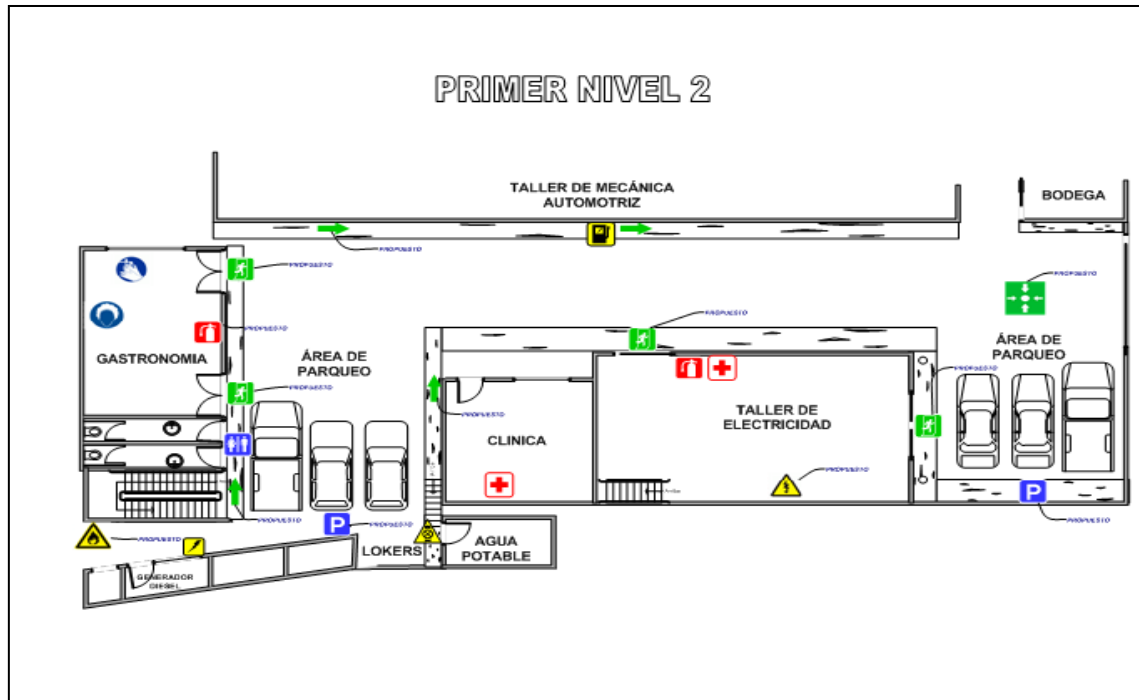 PRIMER NIVEL 2
TALLER DE MECÁNICA
AUTOMOTRIZ
BODEGA
PROPUESTO
PROPUESTO
PROPUESTO
PROPUESTO
PROPUESTO
GASTRONOMIA
ÁREA DE
PARQUEO
ÁREA DE
PARQUEO
PROPUESTO
PROPUESTO
PROPUESTO
TALLER DE
ELECTRICIDAD
CLINICA
PROPUESTO
P
PROPUESTO
PROPUESTO
P
PROPUESTO
PROPUESTO
AGUA
POTABLE
LOKERS
GENERADOR
DIESEL